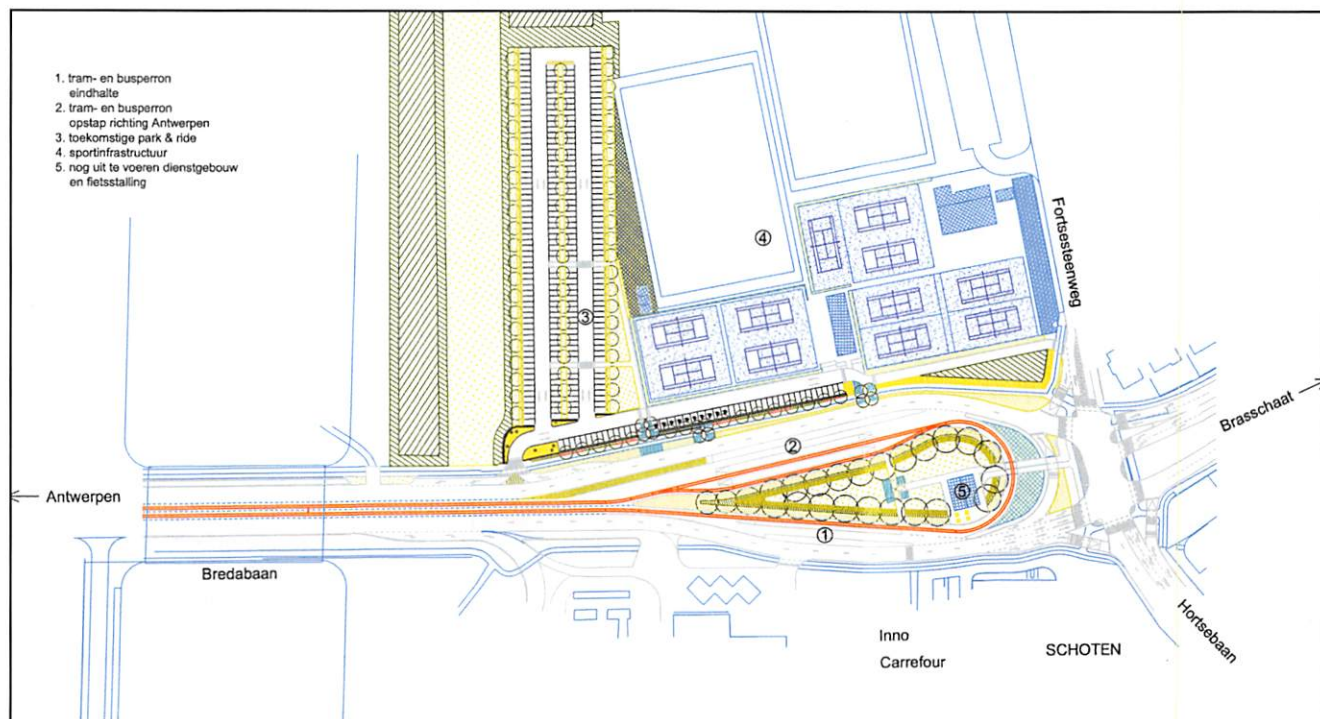 1. tram- en busperron
eindhalte
2. tram- en busperron
opstap richting Antwerpen
3. toekomstige park & ride
4. sportinfrastructuur
5. nog uit te voeren dienstgebouw
en fietsstalling
4
Fortsesteenweg
3
Brasschaat
2
Antwerpen
5
1
Bredabaan
Inno
Carrefour
SCHOTEN
Hortsebaan